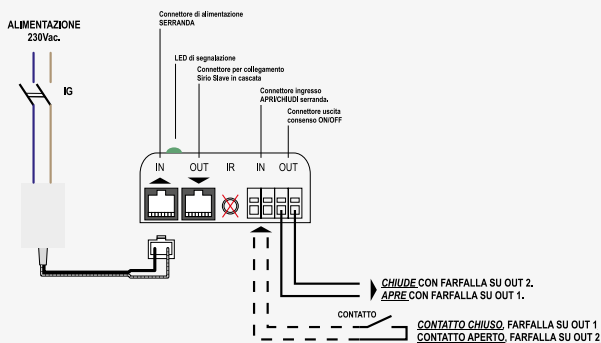 Connettore di alimentazione
SERRANDA
ALIMENTAZIONE
230Vac.
LED di segnalazione
Connettore per collegamento
Sirio Slave in cascata
IG
Connettore ingresso
APRI/CHIUDI serranda.
Connettore uscita
consenso ON/OFF
IN OUT IR IN OUT
CHIUDE CON FARFALLA SU OUT 2.
APRE CON FARFALLA SU OUT 1.
CONTATTO
CONTATTO CHIUSO, FARFALLA SU OUT 1
CONTATTO APERTO, FARFALLA SU OUT 2